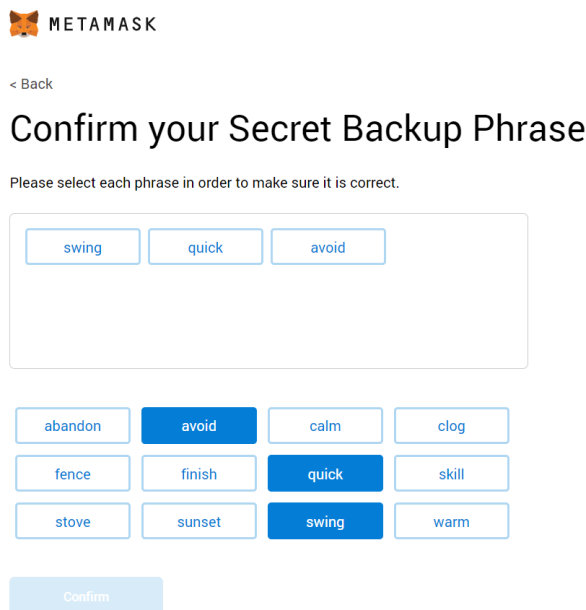 METAMASK
< Back
Confirm your Secret Backup Phrase
Please select each phrase in order to make sure it is correct.
swing quick avoid
abandon avoid calm clog
fence finish quick skill
stove sunset swing warm
Confirm